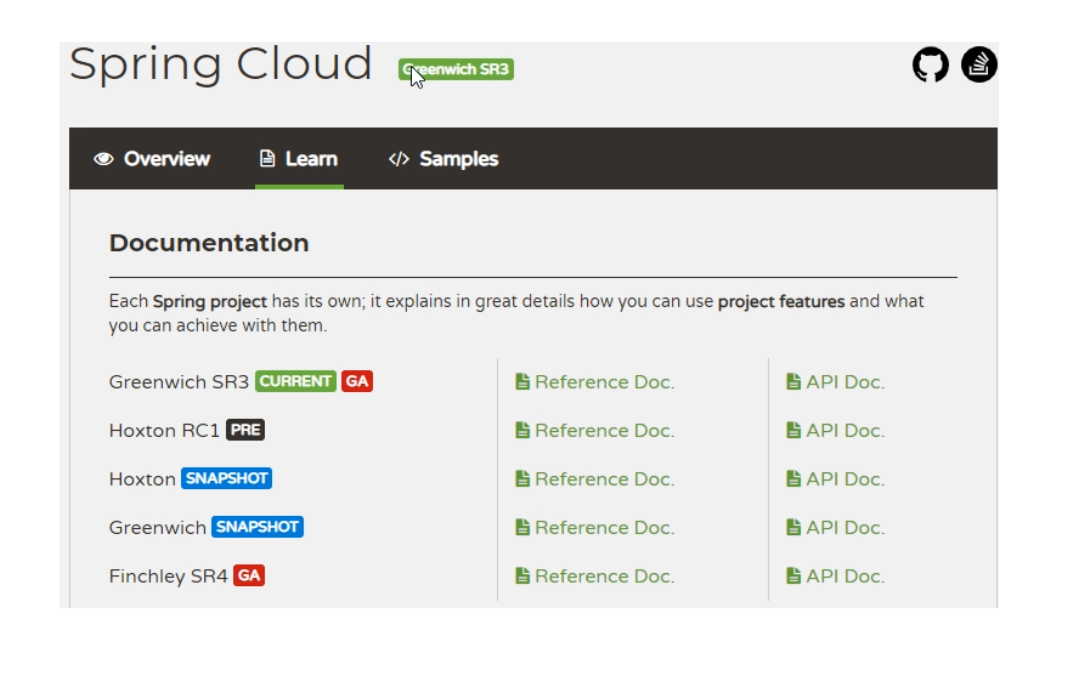 Spring Cloud Greenwich SR3
Overview Learn </> Samples
Documentation
Each Spring project has its own; it explains in great details how you can use project features and what
you can achieve with them.
Greenwich SR3 CURRENT GA Reference Doc. API Doc.
Hoxton RC1 PRE Reference Doc. API Doc.
Hoxton SNAPSHOT Reference Doc. API Doc.
Greenwich SNAPSHOT Reference Doc. API Doc.
Finchley SR4 GA Reference Doc. API Doc.